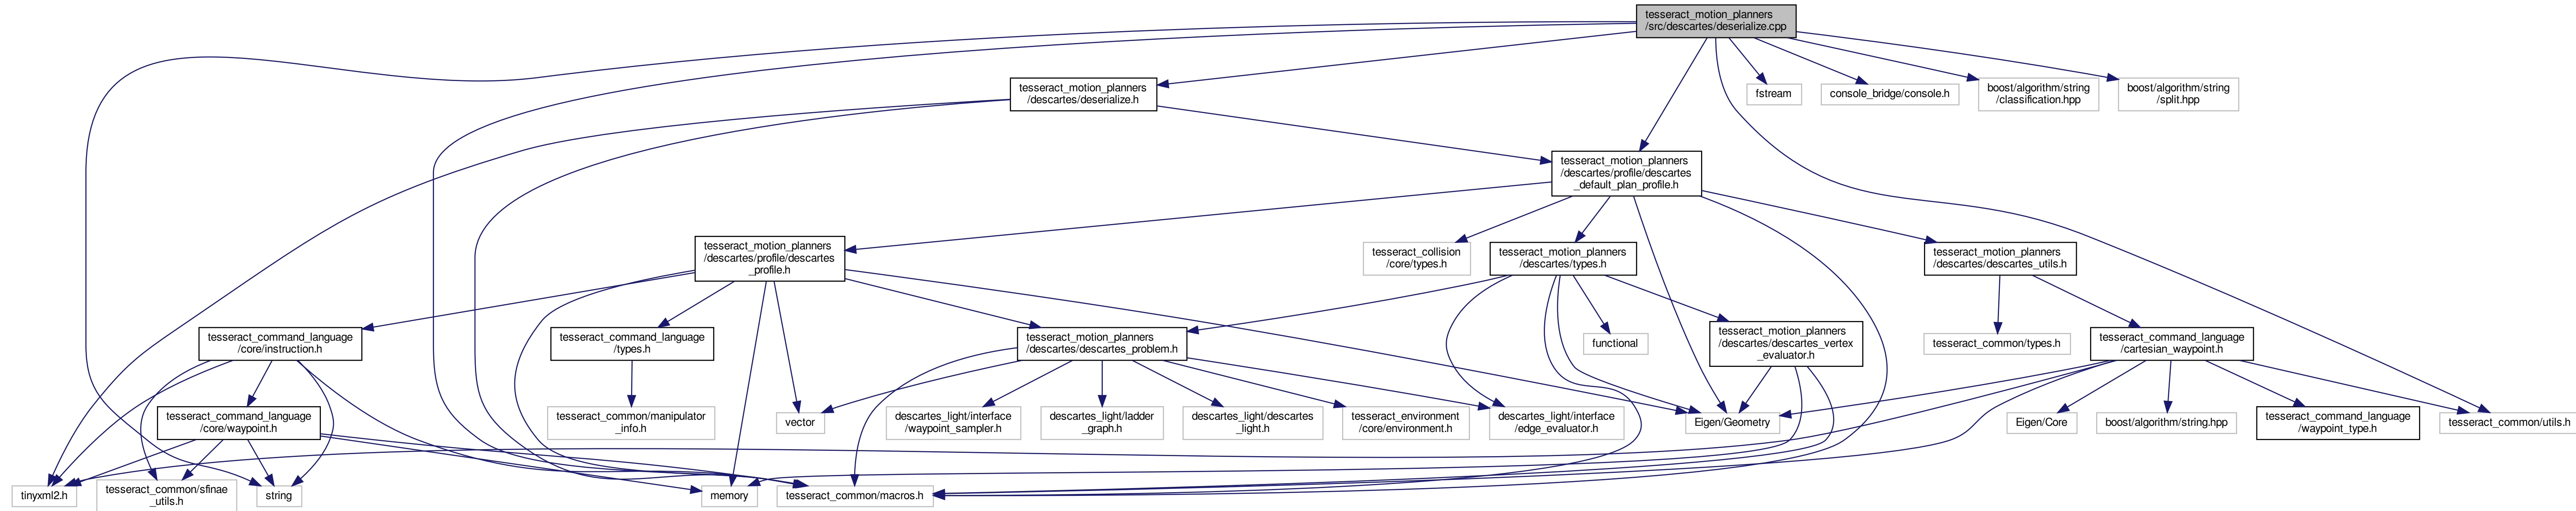 tesseract_motion_planners
/src/descartes/deserialize.cpp
tesseract_motion_planners
/descartes/deserialize.h
fstream
console_bridge/console.h
boost/algorithm/string
/classification.hpp
boost/algorithm/string
/split.hpp
tesseract_motion_planners
/descartes/profile/descartes
_default_plan_profile.h
tesseract_motion_planners
/descartes/profile/descartes
_profile.h
tesseract_collision
/core/types.h
tesseract_motion_planners
/descartes/types.h
tesseract_motion_planners
/descartes/descartes_utils.h
tesseract_command_language
/core/instruction.h
tesseract_command_language
/types.h
tesseract_motion_planners
/descartes/descartes_problem.h
functional
tesseract_motion_planners
/descartes/descartes_vertex
_evaluator.h
tesseract_common/types.h
tesseract_command_language
/cartesian_waypoint.h
tesseract_command_language
/core/waypoint.h
tesseract_common/manipulator
_info.h
vector
descartes_light/interface
/waypoint_sampler.h
descartes_light/ladder
_graph.h
descartes_light/descartes
_light.h
tesseract_environment
/core/environment.h
descartes_light/interface
/edge_evaluator.h
Eigen/Geometry
Eigen/Core
boost/algorithm/string.hpp
tesseract_command_language
/waypoint_type.h
tesseract_common/utils.h
tinyxml2.h
tesseract_common/sfinae
_utils.h
string
memory
tesseract_common/macros.h